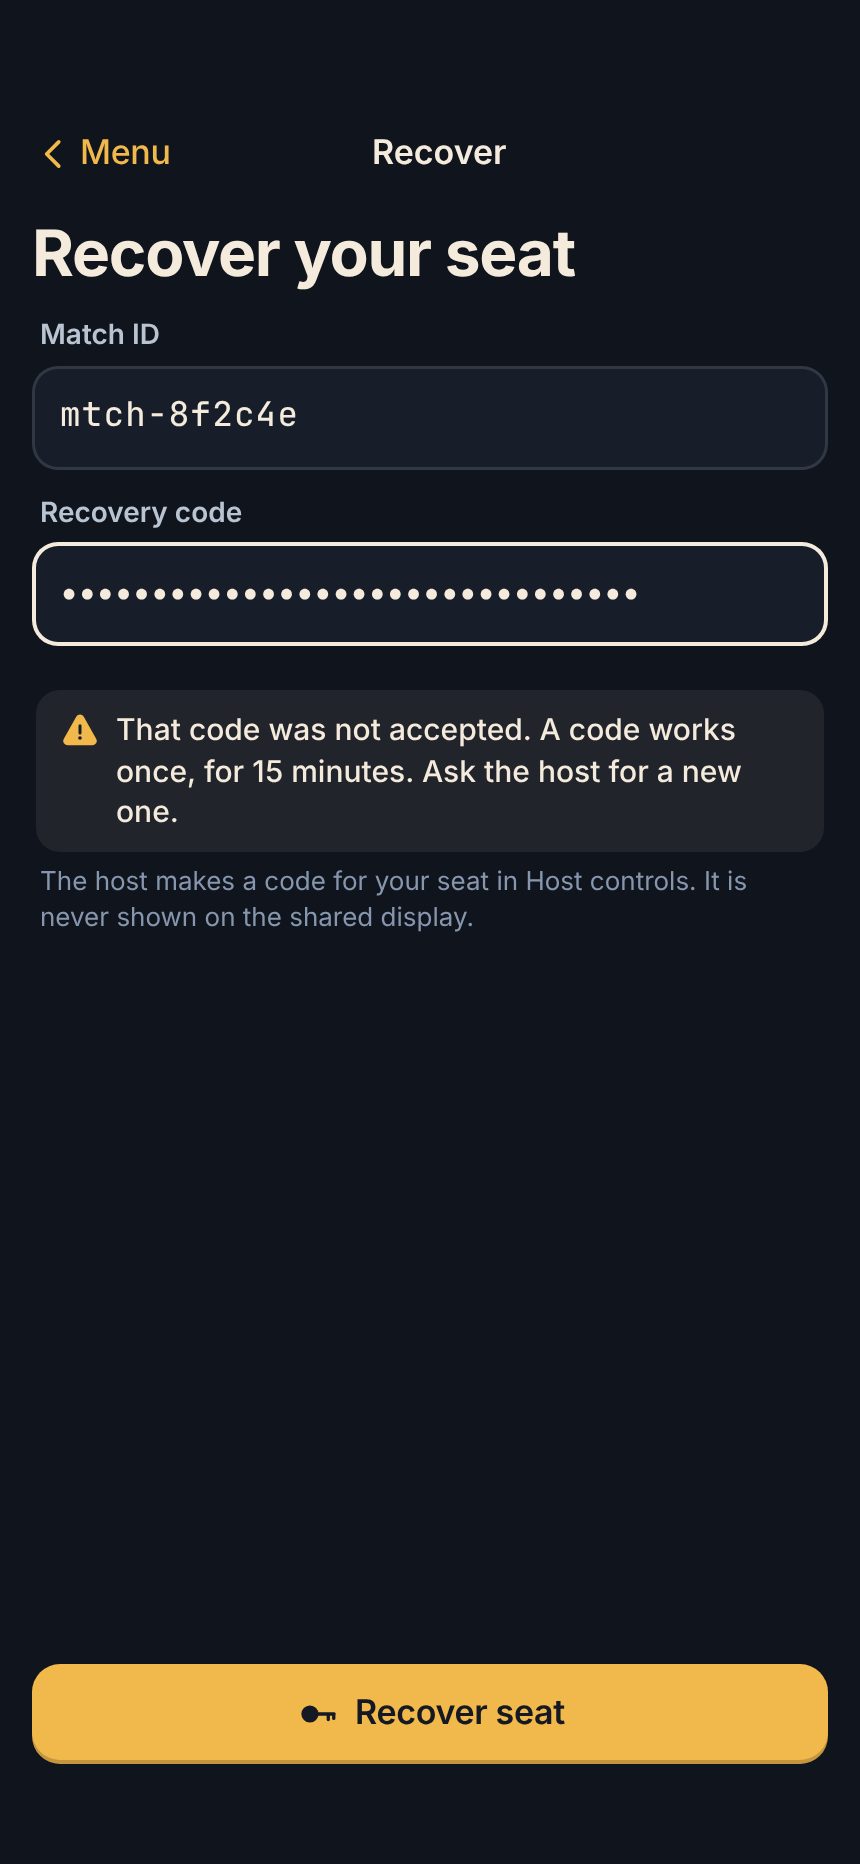 Menu
Recover
Recover your seat
Match ID
mtch-8f2c4e
Recovery code
••••••••••••••••••••••••••••••••
That code was not accepted. A code works
once, for 15 minutes. Ask the host for a new
one.
The host makes a code for your seat in Host controls. It is
never shown on the shared display.
Recover seat